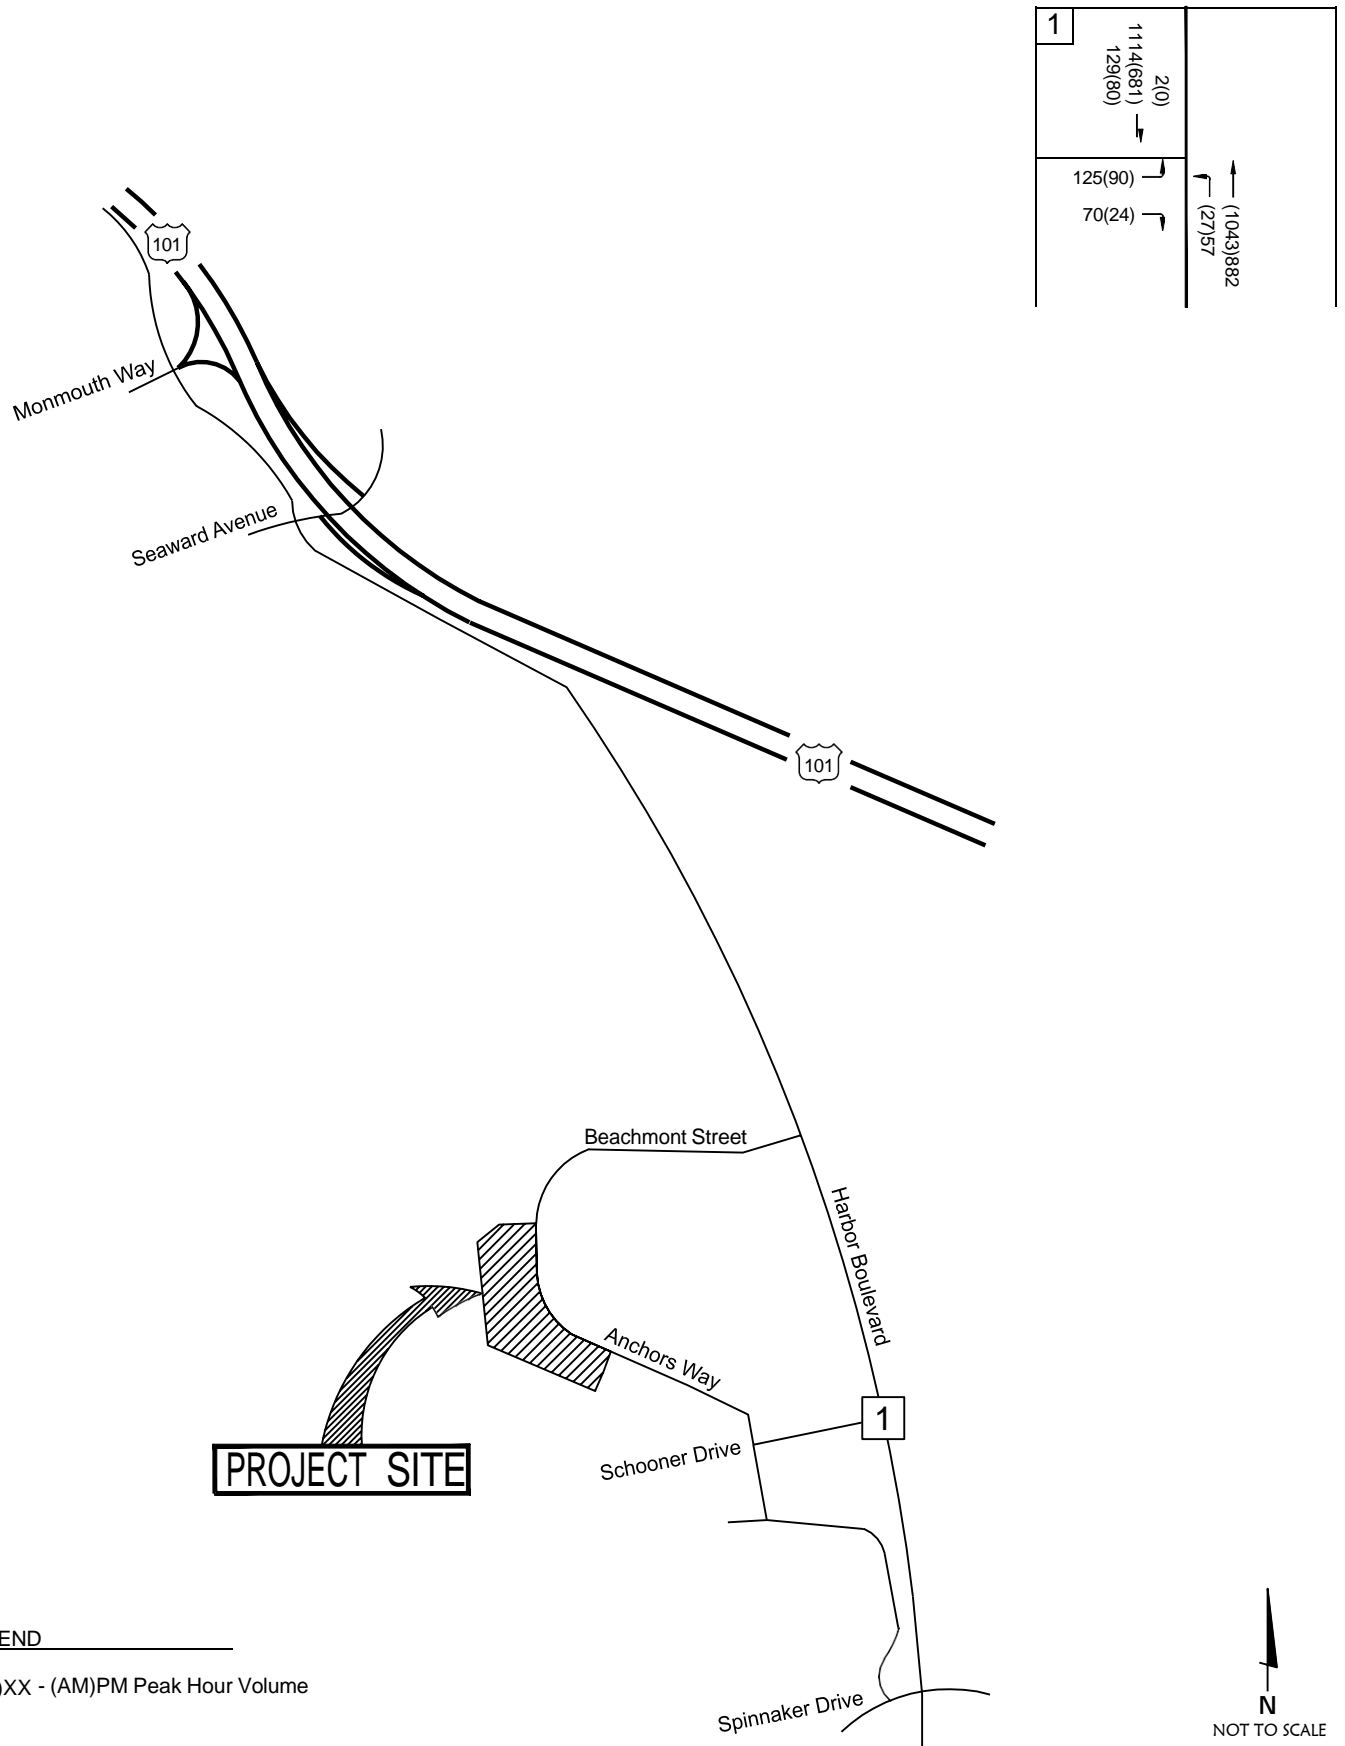 1
2(0)
1114(681)
129(80)
125(90)
70(24)
(1043)882
(27)57
101
Monmouth Way
Seaward Avenue
101
Beachmont Street
Harbor Boulevard
Anchors Way
1
Schooner Drive
PROJECT SITE
END
)XX - (AM)PM Peak Hour Volume
Spinnaker Drive
N
NOT TO SCALE